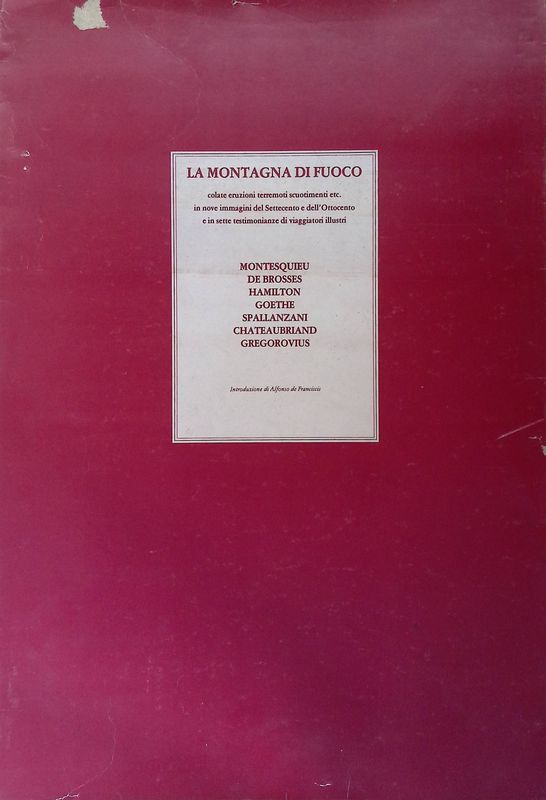 LA MONTAGNA DI FUOCO
colate eruzioni terremoti scuotimenti etc.
in nove immagini del Settecento e dell'Ottocento
e in sette testimonianze di viaggiatori illustri
MONTESQUIEU
DE BROSSES
HAMILTON
GOETHE
SPALLANZANI
CHATEAUBRIAND
GREGOROVIUS
Introduzione di Alfonso de Franciscis